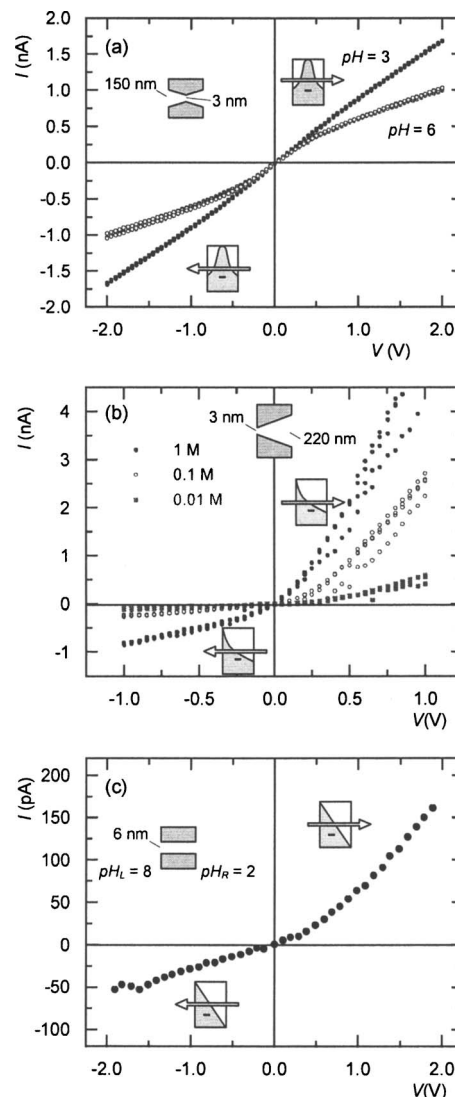 I (nA)
2.0
(a)
pH = 3
1.5
150 nm
1.0
3 nm
0.5
pH = 6
0.0
-0.5
-1.0
-1.5
2.0
-2.0 -1.0 0.0 1.0 2.0
V (V)
I (nA)
(b)
4
3 nm
220 nm
3
1 M
0.1 M
2
0.01 M
1
0
-1
-1.0 -0.5 0.0 0.5 1.0
V(V)
I (pA)
200
(c)
150
6 nm
100
pHL = 8 pHR = 2
50
0
-50
-100
-2.0 -1.0 0.0 1.0 2.0
V(V)